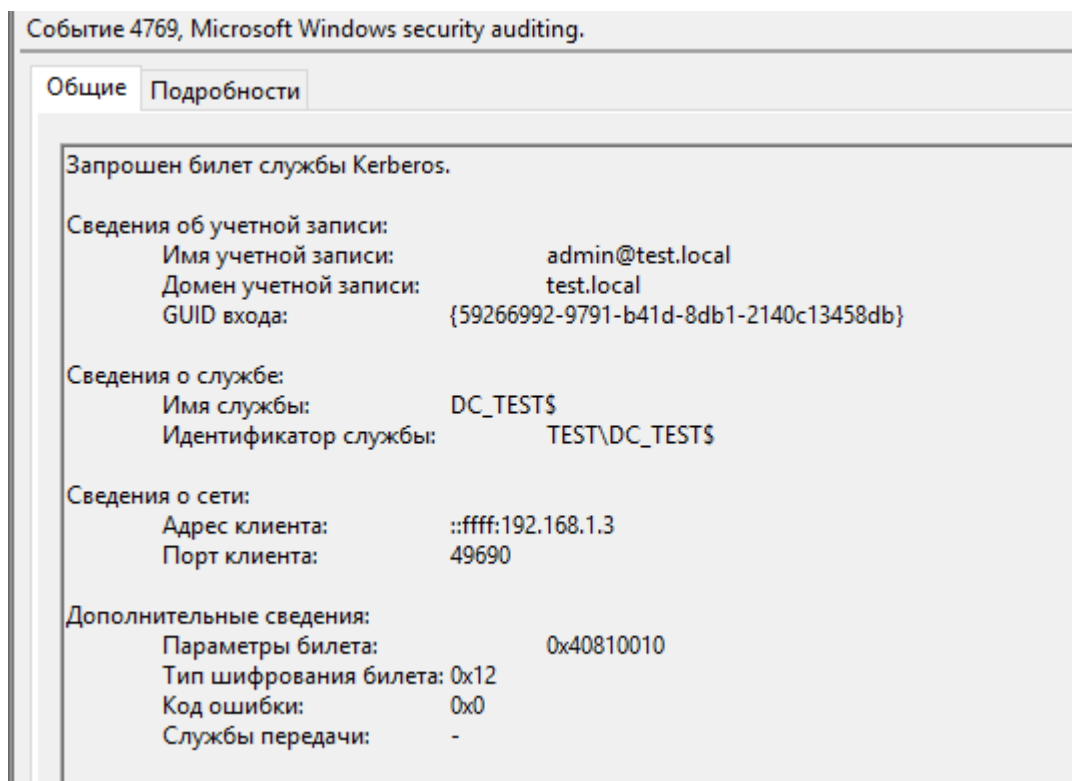 Событие 4769, Microsoft Windows security auditing.
Общие Подробности
Запрошен билет службы Kerberos.
Сведения об учетной записи:
Имя учетной записи: admin@test.local
Домен учетной записи: test.local
GUID входа: {59266992-9791-b41d-8db1-2140c13458db}
Сведения о службе:
Имя службы: DC_TEST$
Идентификатор службы: TEST\DC_TEST$
Сведения о сети:
Адрес клиента: ::ffff:192.168.1.3
Порт клиента: 49690
Дополнительные сведения:
Параметры билета: 0x40810010
Тип шифрования билета: 0x12
Код ошибки: 0x0
Службы передачи: -